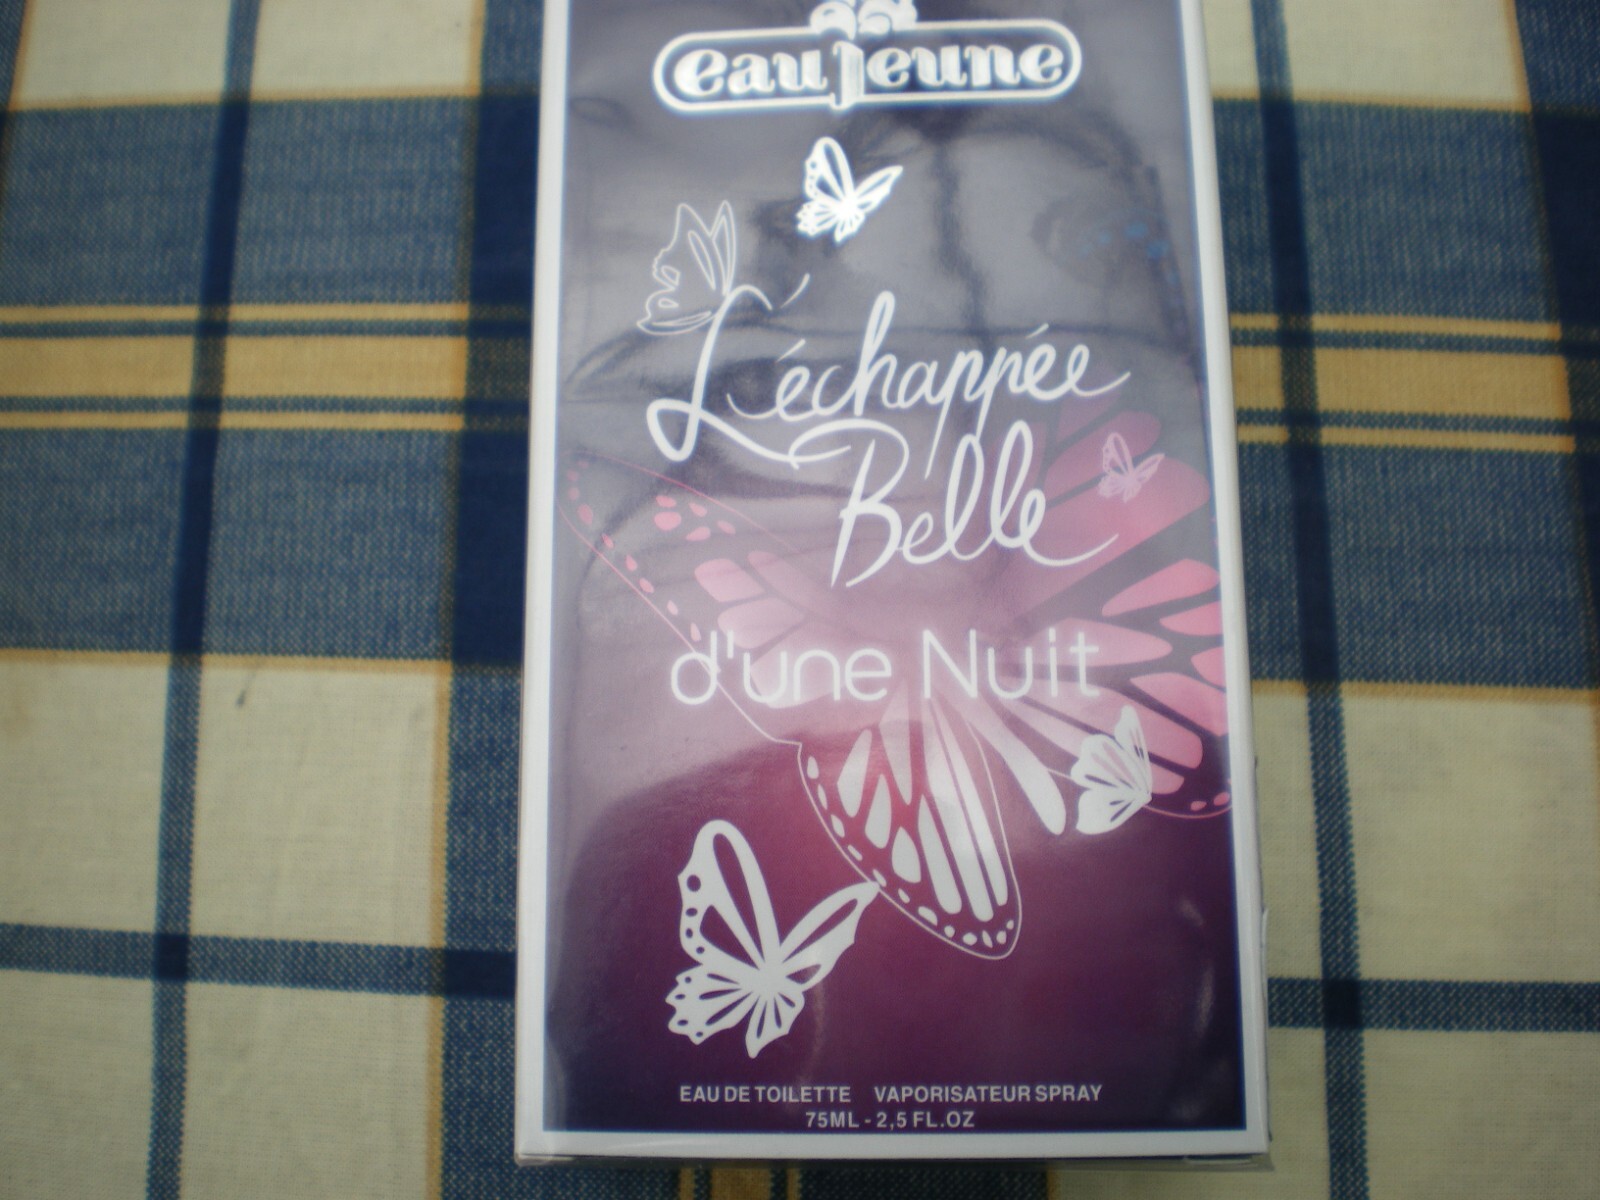 eau jeune
L'échappée
Belle
d'une Nuit
EAU DE TOILETTE VAPORISATEUR SPRAY
75ML - 2,5 FL.OZ